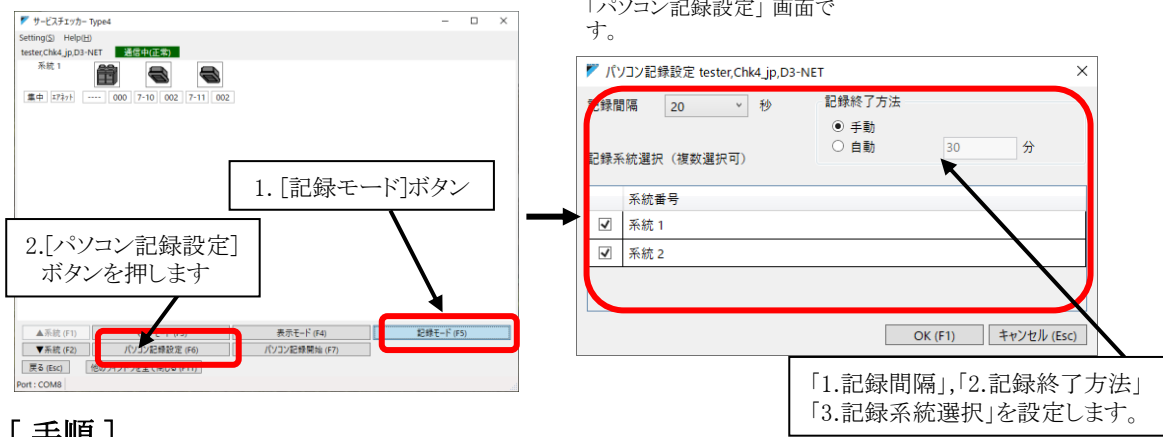 サービスチェッカー Type4
Setting(S) Help(H)
tester,Chk4_jp,D3-NET 通信中(正常)
系統 1
集中 ｴｱﾈｯﾄ ---- 000 7-10 002 7-11 002
1. [記録モード]ボタン
2.[パソコン記録設定]
ボタンを押します
▲系統 (F1) 表示モード (F4) 記録モード (F5)
▼系統 (F2) パソコン記録設定 (F6) パソコン記録開始 (F7)
戻る (Esc)
Port : COM8
「パソコン記録設定」画面で
す。
パソコン記録設定 tester,Chk4_jp,D3-NET
記録間隔 20 秒
記録終了方法
手動
自動 30 分
記録系統選択（複数選択可）
系統番号
系統 1
系統 2
OK (F1) キャンセル (Esc)
「1.記録間隔」,「2.記録終了方法」
「3.記録系統選択」を設定します。
[ 手順 ]